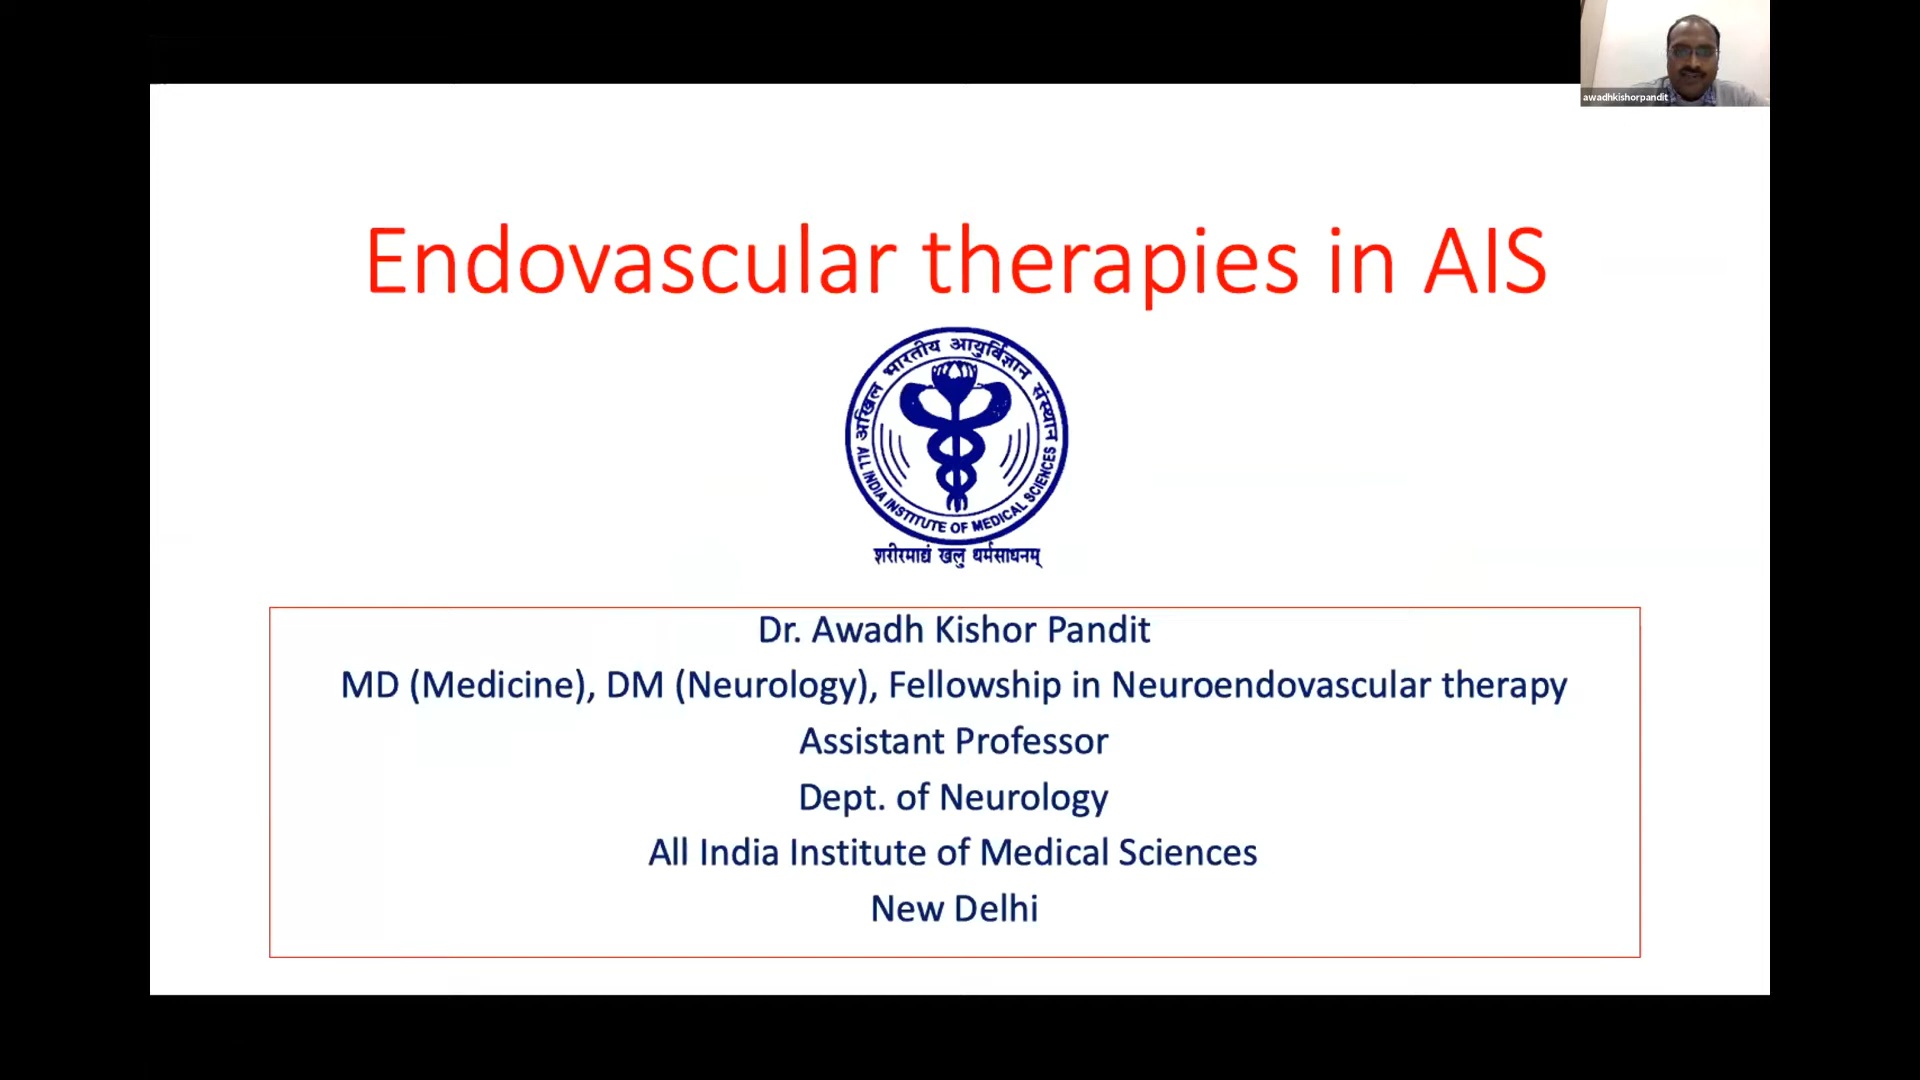 awadhkishorpandit
Endovascular therapies in AIS
अखिल भारतीय आयुर्विज्ञान संस्थान
ALL INDIA INSTITUTE OF MEDICAL SCIENCES
शरीरमाद्यं खलु धर्मसाधनम्
Dr. Awadh Kishor Pandit
MD (Medicine), DM (Neurology), Fellowship in Neuroendovascular therapy
Assistant Professor
Dept. of Neurology
All India Institute of Medical Sciences
New Delhi